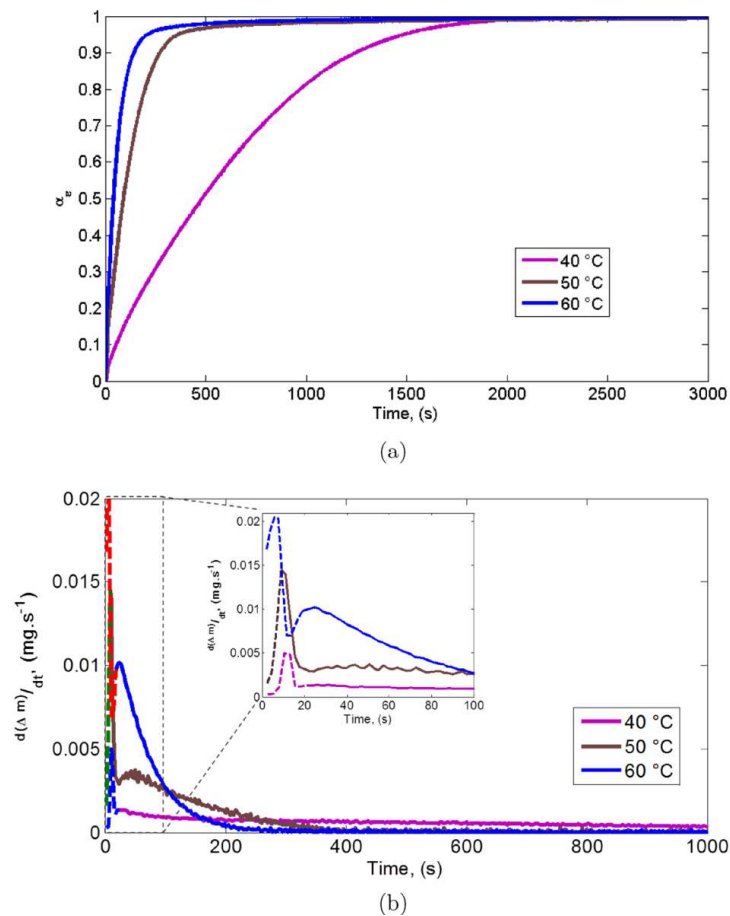 1
0.9
0.8
0.7
0.6
0.5
0.4
0.3
0.2
0.1
0
αε
40 °C
50 °C
60 °C
0 500 1000 1500 2000 2500 3000
Time, (s)
(a)
0.02
0.015
0.01
0.005
0
d(Δ m)/dt, (mg.s-1)
0.02
0.015
0.01
0.005
0
d(Δ m)/dt, (mg.s-1)
0 20 40 60 80 100
Time, (s)
40 °C
50 °C
60 °C
0 200 400 600 800 1000
Time, (s)
(b)